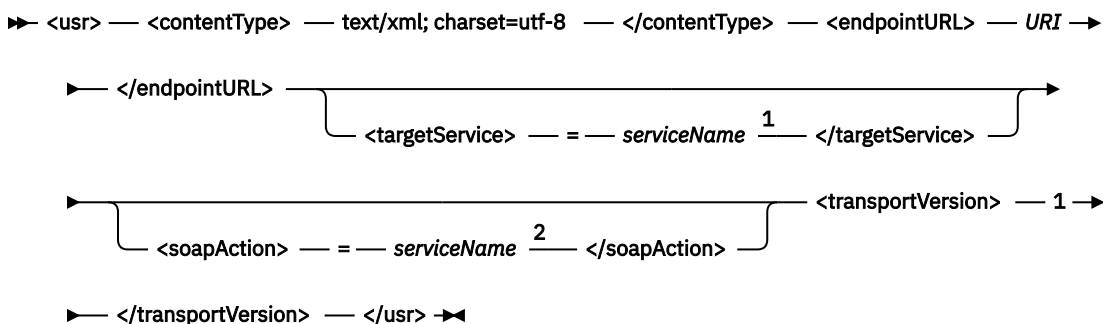 <usr> <contentType> text/xml; charset=utf-8 </contentType> <endpointURL> URI
</endpointURL>
<targetService> = serviceName 1 </targetService>
<transportVersion> 1
<soapAction> = serviceName 2 </soapAction>
</transportVersion> </usr>